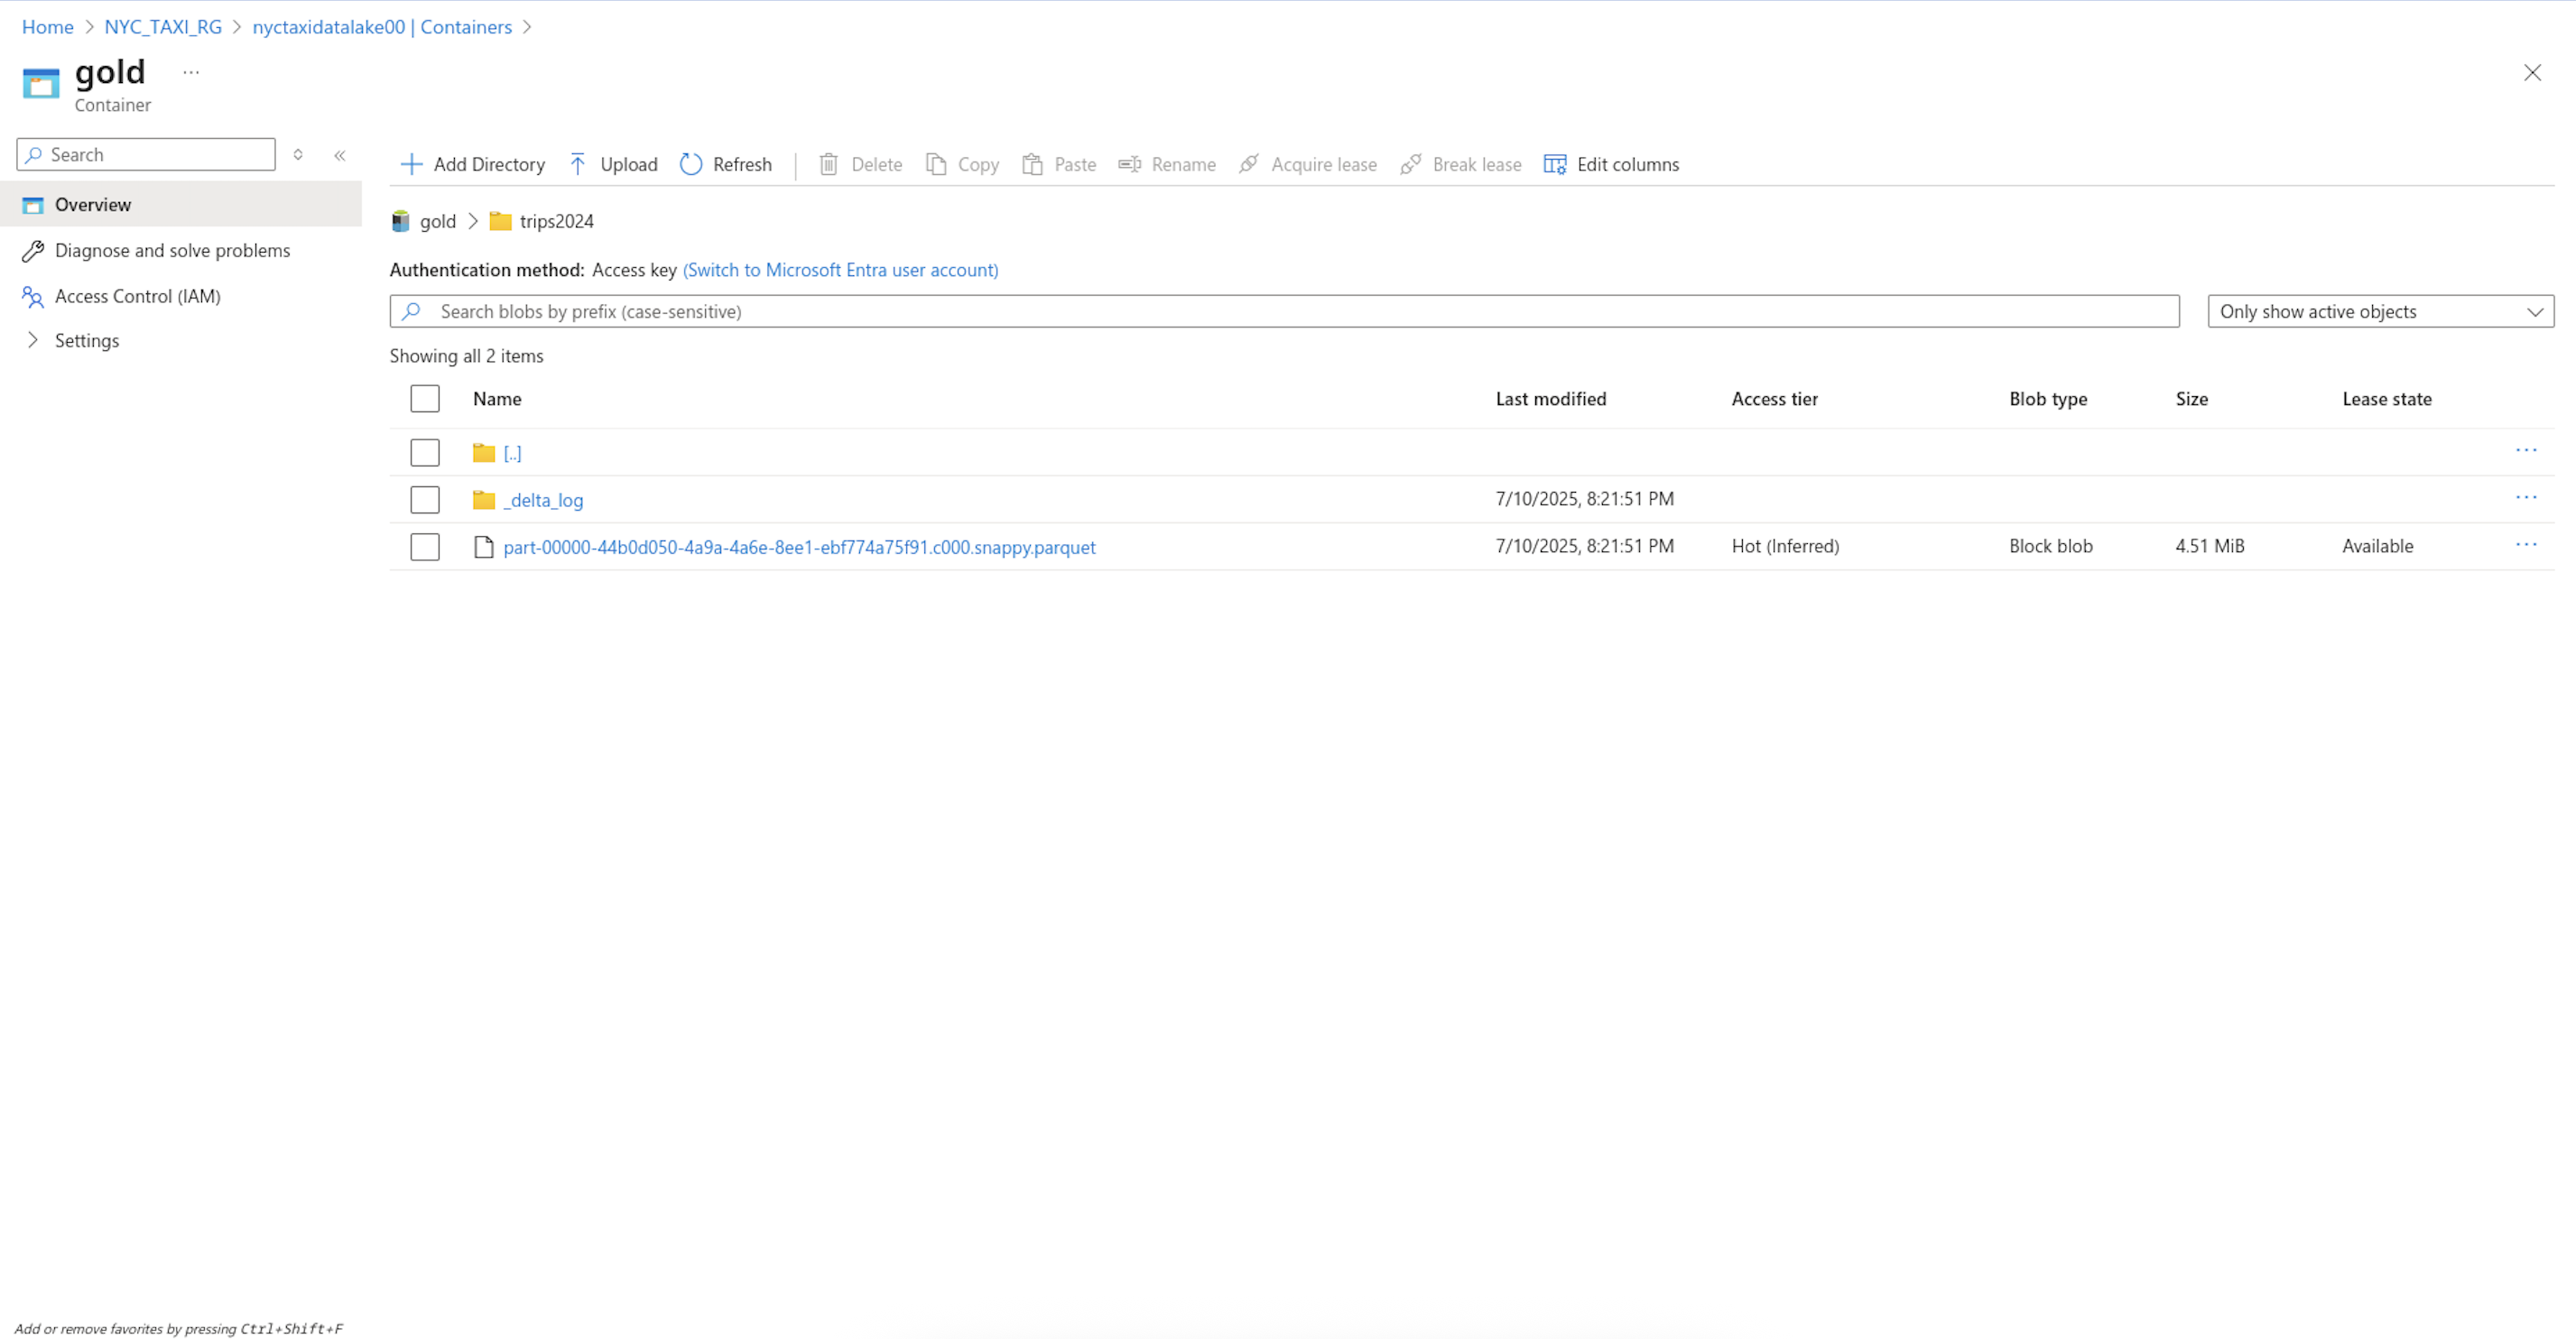 Home > NYC_TAXI_RG > nyctaxidatalake00 | Containers >
gold ...
Container
Search
Overview
Diagnose and solve problems
Access Control (IAM)
Settings
Add Directory Upload Refresh Delete Copy Paste Rename Acquire lease Break lease Edit columns
gold > trips2024
Authentication method: Access key (Switch to Microsoft Entra user account)
Search blobs by prefix (case-sensitive) Only show active objects
Showing all 2 items
Name Last modified Access tier Blob type Size Lease state
[..] ...
_delta_log 7/10/2025, 8:21:51 PM ...
part-00000-44b0d050-4a9a-4a6e-8ee1-ebf774a75f91.c000.snappy.parquet 7/10/2025, 8:21:51 PM Hot (Inferred) Block blob 4.51 MiB Available ...
Add or remove favorites by pressing Ctrl+Shift+F